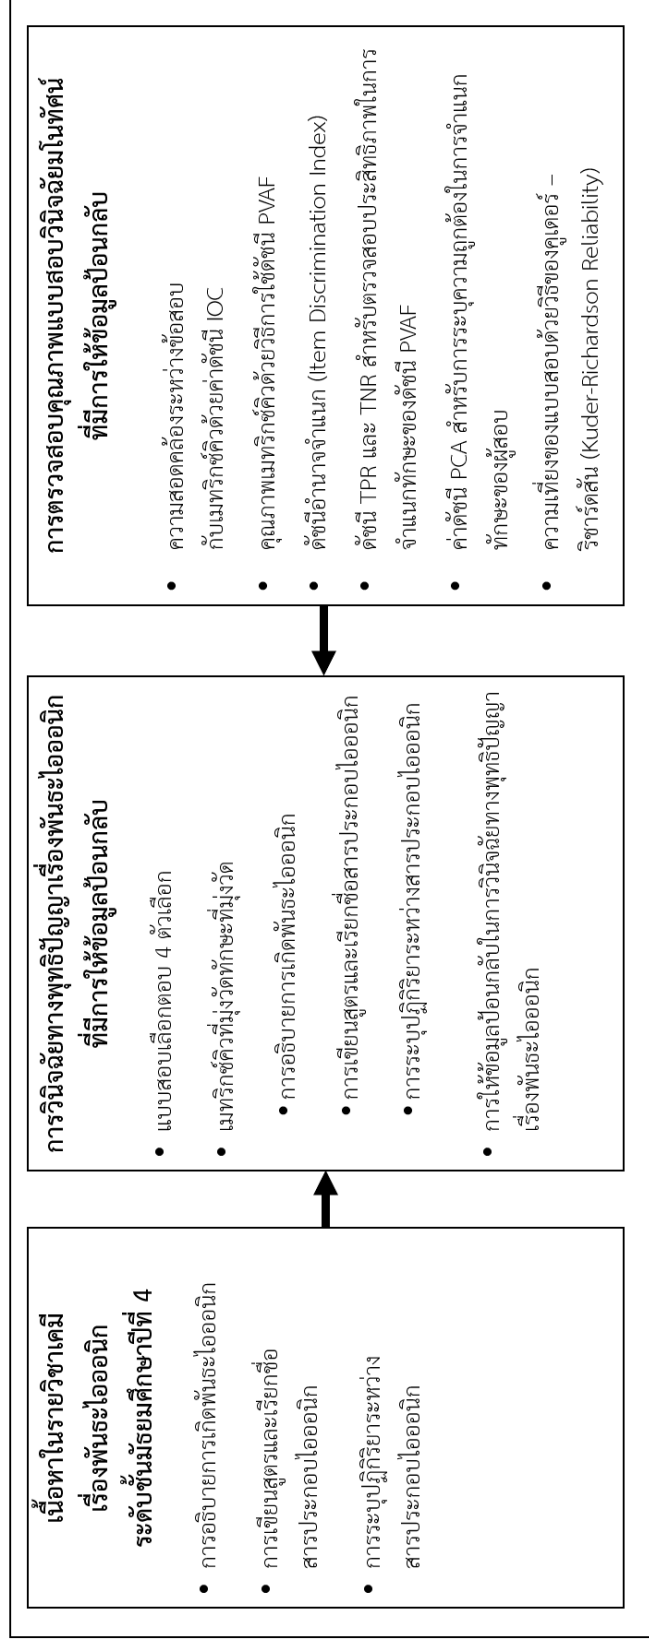 เนื้อหาในรายวิชาเคมี
เรื่องพันธะไอออนิก
ระดับชั้นมัธยมศึกษาปีที่ 4
• การอธิบายการเกิดพันธะไอออนิก
• การเขียนสูตรและเรียกชื่อ
สารประกอบไอออนิก
• การระบุปฏิกิริยาระหว่าง
สารประกอบไอออนิก
การวินิจฉัยทางพุทธิปัญญาเรื่องพันธะไอออนิก
ที่มีการให้ข้อมูลป้อนกลับ
• แบบสอบเลือกตอบ 4 ตัวเลือก
• เมทริกซ์คิวที่มุ่งวัดทักษะที่มุ่งวัด
• การอธิบายการเกิดพันธะไอออนิก
• การเขียนสูตรและเรียกชื่อสารประกอบไอออนิก
• การระบุปฏิกิริยาระหว่างสารประกอบไอออนิก
• การให้ข้อมูลป้อนกลับในการวินิจฉัยทางพุทธิปัญญา
เรื่องพันธะไอออนิก
การตรวจสอบคุณภาพแบบสอบวินิจฉัยมโนทัศน์
ที่มีการให้ข้อมูลป้อนกลับ
• ความสอดคล้องระหว่างข้อสอบ
กับเมทริกซ์คิวด้วยค่าดัชนี IOC
• คุณภาพเมทริกซ์คิวด้วยวิธีการใช้ดัชนี PVAF
• ดัชนีอำนาจจำแนก (Item Discrimination Index)
• ดัชนี TPR และ TNR สำหรับตรวจสอบประสิทธิภาพในการ
จำแนกทักษะของดัชนี PVAF
• ค่าดัชนี PCA สำหรับการระบุความถูกต้องในการจำแนก
ทักษะของผู้สอบ
• ความเที่ยงของแบบสอบด้วยวิธีของคูเดอร์ –
ริชาร์ดสัน (Kuder-Richardson Reliability)